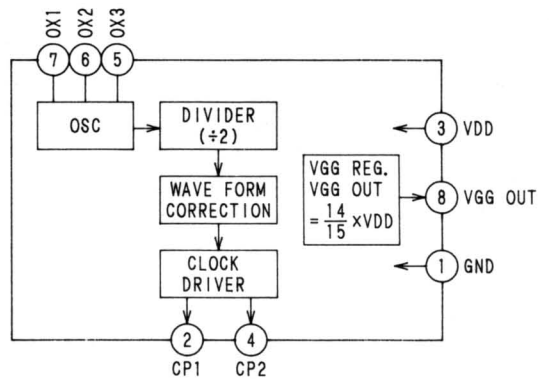 OX1 OX2 OX3
7 6 5
OSC
DIVIDER
(÷2)
3 VDD
VGG REG.
VGG OUT
=14/15×VDD
8 VGG OUT
WAVE FORM
CORRECTION
1 GND
CLOCK
DRIVER
2 4
CP1 CP2